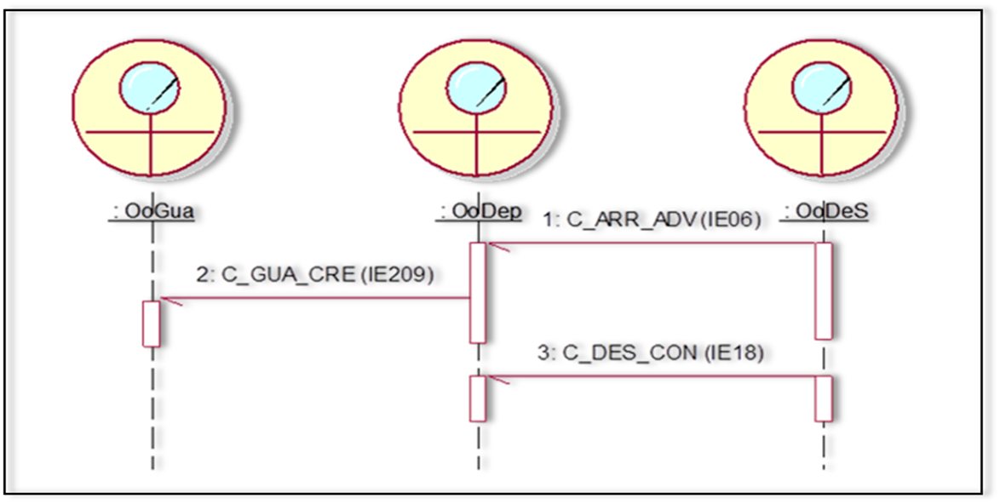 : OoGua
: OoDep
: OoDeS
1: C_ARR_ADV (IE06)
2: C_GUA_CRE (IE209)
3: C_DES_CON (IE18)